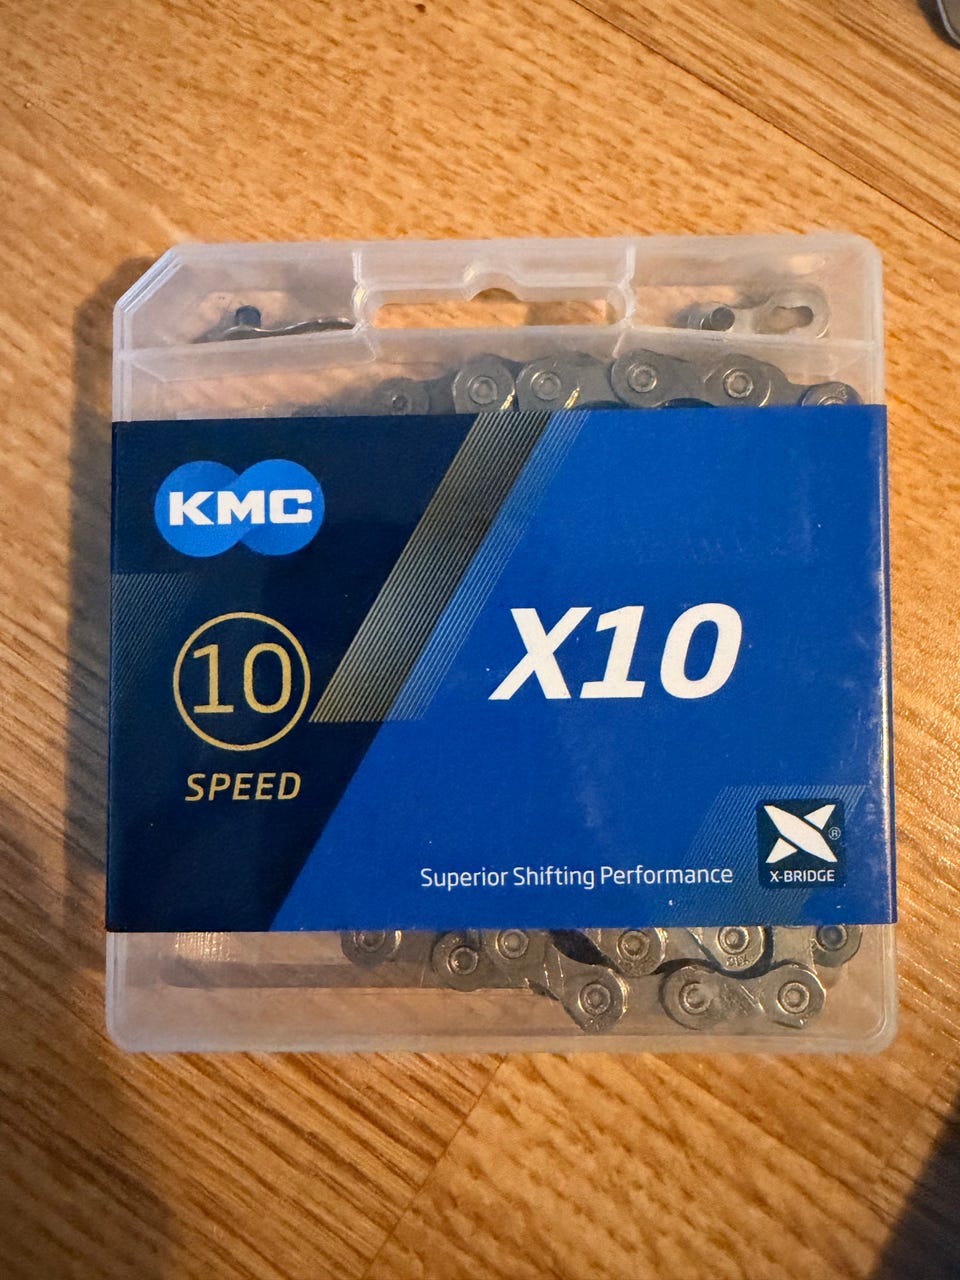 KMC
10
SPEED
X10
Superior Shifting Performance
®
X-BRIDGE